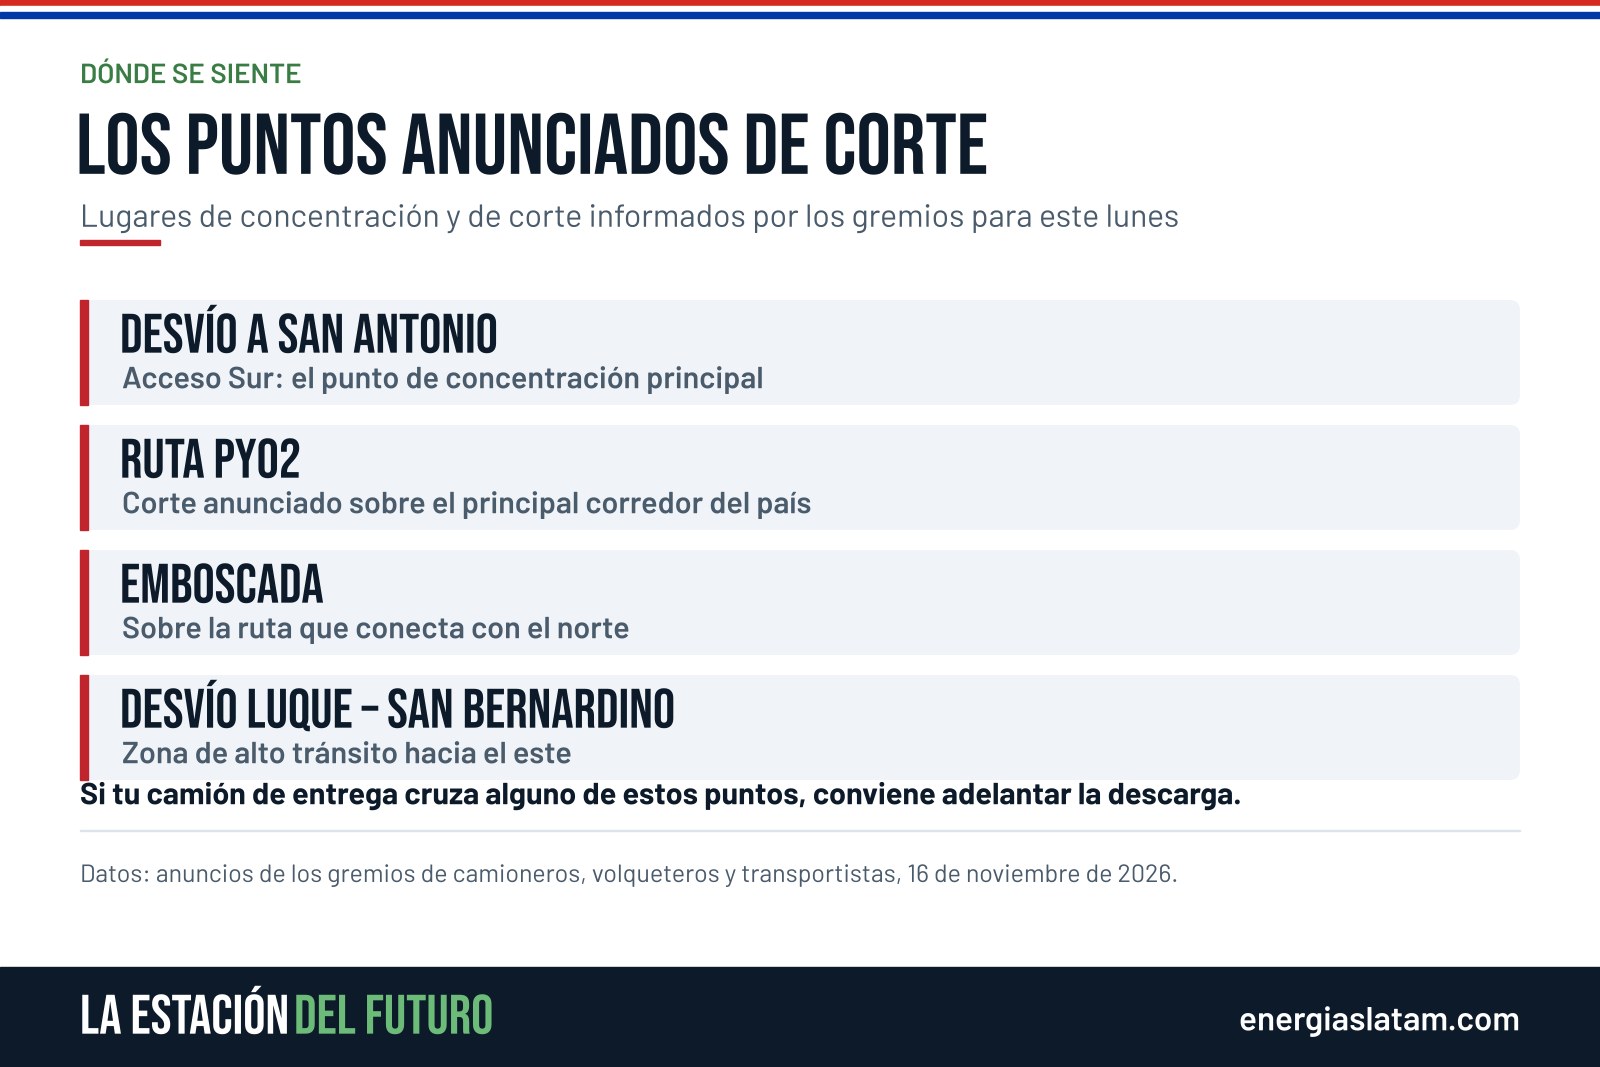 DÓNDE SE SIENTE
LOS PUNTOS ANUNCIADOS DE CORTE
Lugares de concentración y de corte informados por los gremios para este lunes
DESVÍO A SAN ANTONIO
Acceso Sur: el punto de concentración principal
RUTA PY02
Corte anunciado sobre el principal corredor del país
EMBOSCADA
Sobre la ruta que conecta con el norte
DESVÍO LUQUE – SAN BERNARDINO
Zona de alto tránsito hacia el este
Si tu camión de entrega cruza alguno de estos puntos, conviene adelantar la descarga.
Datos: anuncios de los gremios de camioneros, volqueteros y transportistas, 16 de noviembre de 2026.
LA ESTACIÓN DEL FUTURO
energiaslatam.com